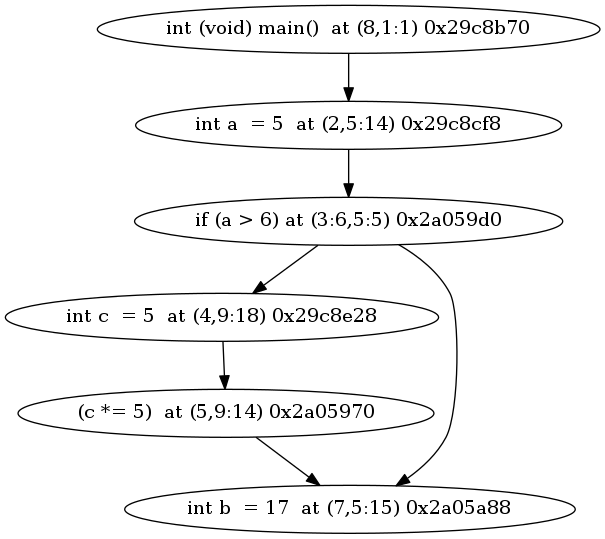 int (void) main()  at (8,1:1) 0x29c8b70
int a  = 5  at (2,5:14) 0x29c8cf8
if (a > 6) at (3:6,5:5) 0x2a059d0
int c  = 5  at (4,9:18) 0x29c8e28
(c *= 5)  at (5,9:14) 0x2a05970
int b  = 17  at (7,5:15) 0x2a05a88